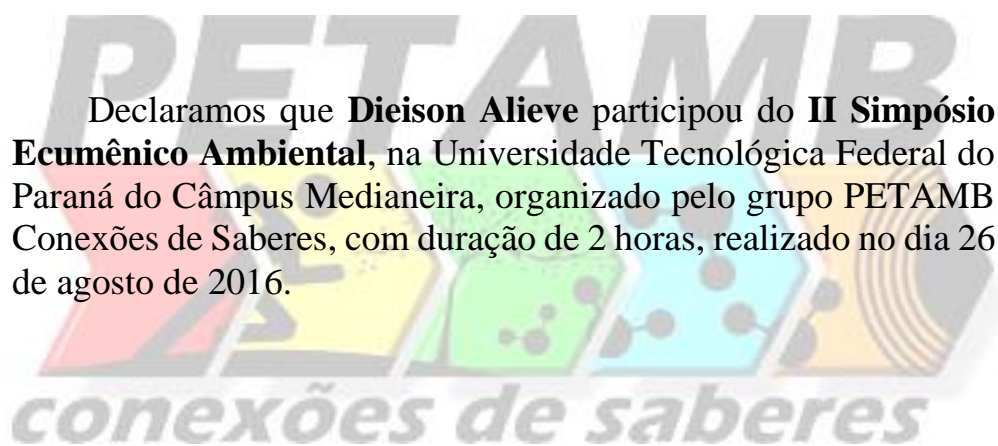 PETAMB
Declaramos que Dieison Alieve participou do II Simpósio
Ecumênico Ambiental, na Universidade Tecnológica Federal do
Paraná do Câmpus Medianeira, organizado pelo grupo PETAMB
Conexões de Saberes, com duração de 2 horas, realizado no dia 26
de agosto de 2016.
conexões de saberes